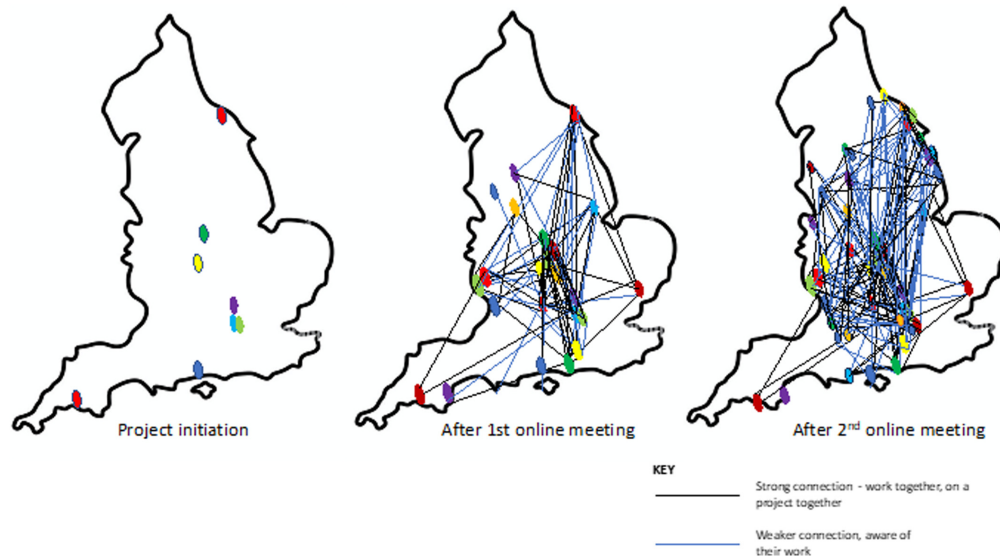 Project initiation
After 1st online meeting
After 2nd online meeting
KEY
Strong connection - work together, on a
project together
Weaker connection, aware of
their work